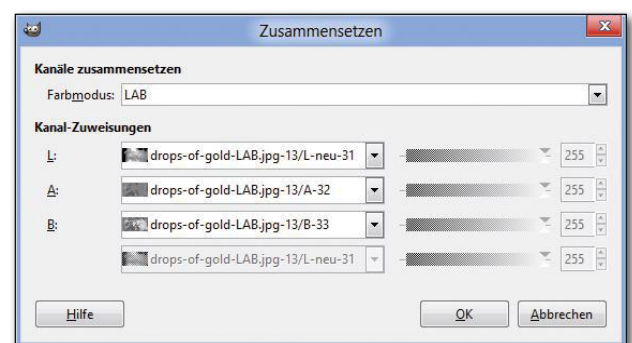 Zusammensetzen
Kanäle zusammensetzen
Farbmodus: LAB
Kanal-Zuweisungen
L: drops-of-gold-LAB.jpg-13/L-neu-31 255
A: drops-of-gold-LAB.jpg-13/A-32 255
B: drops-of-gold-LAB.jpg-13/B-33 255
drops-of-gold-LAB.jpg-13/L-neu-31 255
Hilfe OK Abbrechen